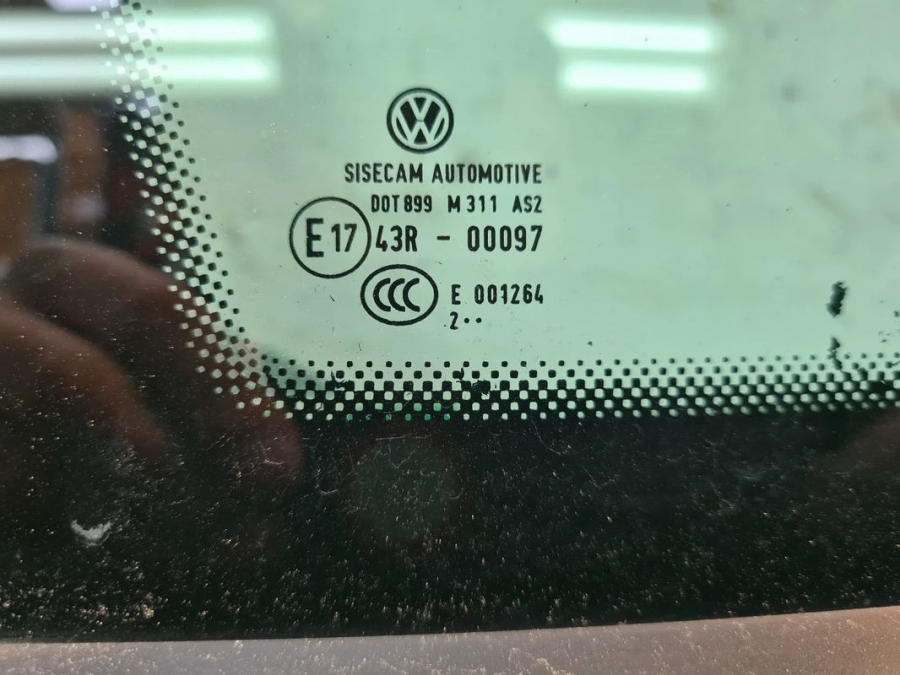 SISECAM AUTOMOTIVE
DOT899 M311 AS2
E17 43R - 00097
CCC E 001264
2••